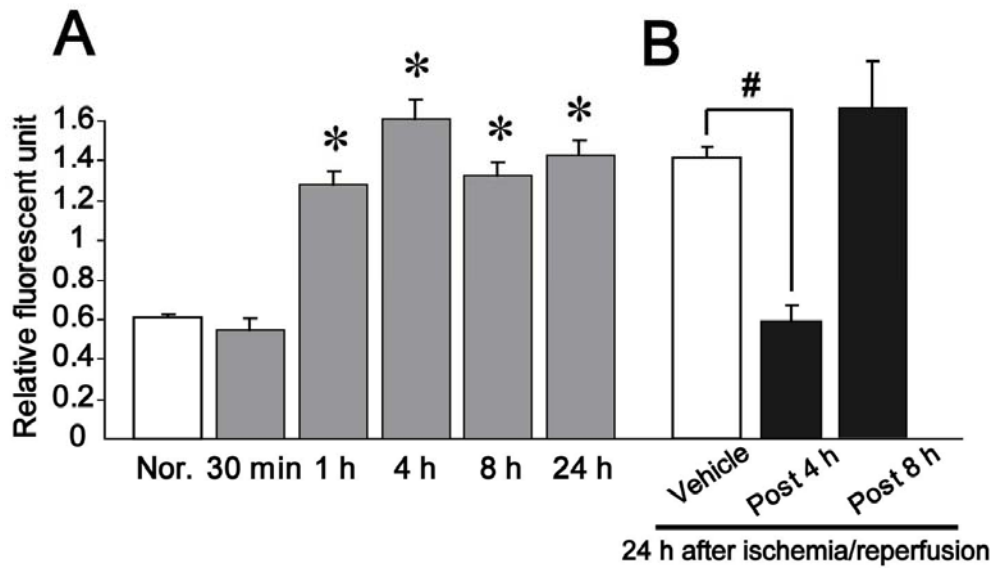 A
B
Relative fluorescent unit
1.6
1.4
1.2
1
0.8
0.6
0.4
0.2
0
*
*
*
*
#
Nor. 30 min 1 h 4 h 8 h 24 h
Vehicle Post 4 h Post 8 h
24 h after ischemia/reperfusion